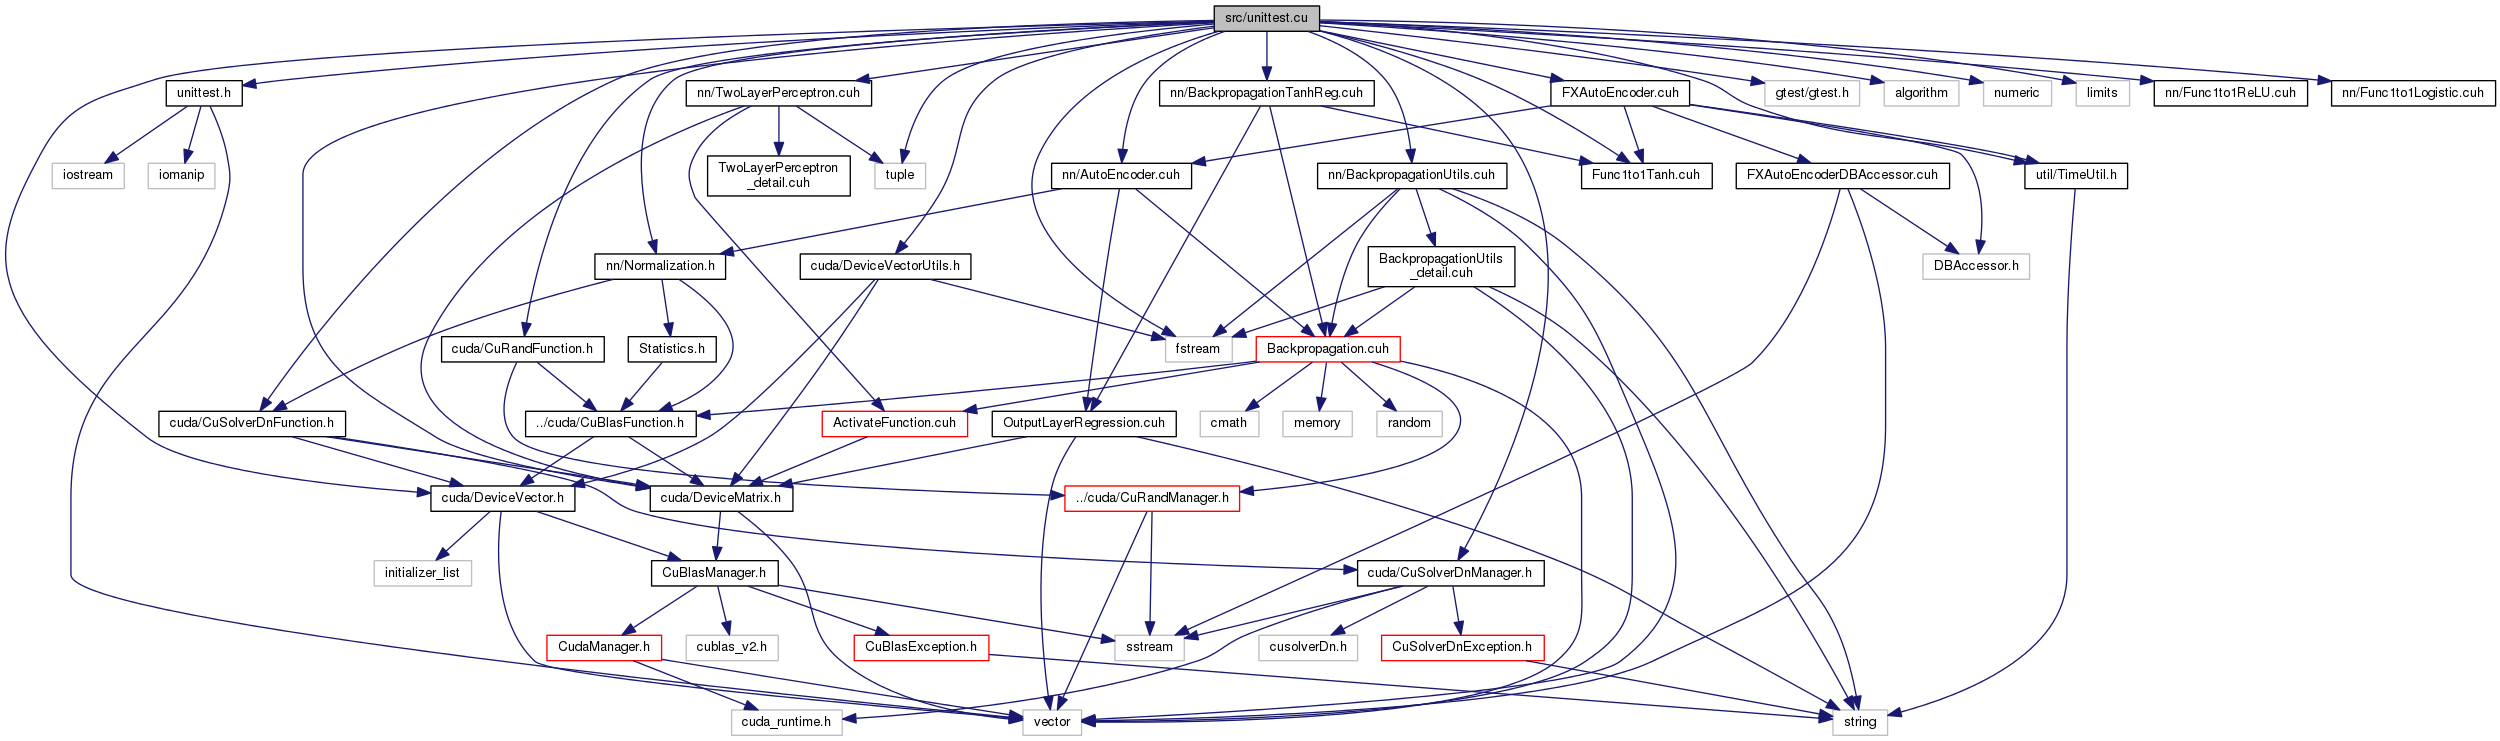 src/unittest.cu
unittest.h
nn/TwoLayerPerceptron.cuh
nn/BackpropagationTanhReg.cuh
FXAutoEncoder.cuh
gtest/gtest.h
algorithm
numeric
limits
nn/Func1to1ReLU.cuh
nn/Func1to1Logistic.cuh
iostream
iomanip
TwoLayerPerceptron
_detail.cuh
tuple
nn/AutoEncoder.cuh
nn/BackpropagationUtils.cuh
Func1to1Tanh.cuh
FXAutoEncoderDBAccessor.cuh
util/TimeUtil.h
nn/Normalization.h
cuda/DeviceVectorUtils.h
BackpropagationUtils
_detail.cuh
DBAccessor.h
cuda/CuRandFunction.h
Statistics.h
fstream
Backpropagation.cuh
cuda/CuSolverDnFunction.h
../cuda/CuBlasFunction.h
ActivateFunction.cuh
OutputLayerRegression.cuh
cmath
memory
random
cuda/DeviceVector.h
cuda/DeviceMatrix.h
../cuda/CuRandManager.h
initializer_list
CuBlasManager.h
cuda/CuSolverDnManager.h
CudaManager.h
cublas_v2.h
CuBlasException.h
sstream
cusolverDn.h
CuSolverDnException.h
cuda_runtime.h
vector
string